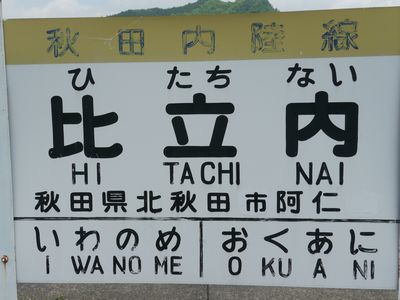 秋田内陸線
ひ たち ない
比立内
HI TACHI NAI
秋田県北秋田市阿仁
いわのめ おくあに
I WA NO ME O KU A NI